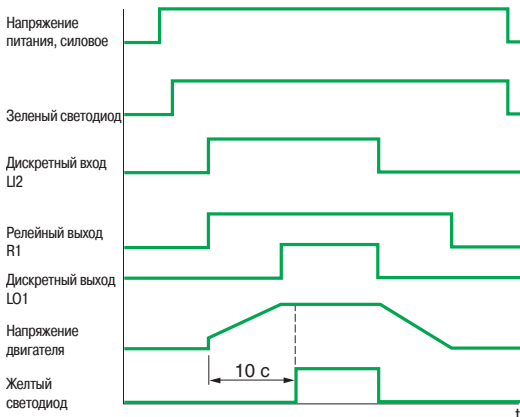 Напряжение
питания, силовое
Зеленый светодиод
Дискретный вход
LI2
Релейный выход
R1
Дискретный выход
LO1
Напряжение
двигателя
10 с
Желтый
светодиод
t